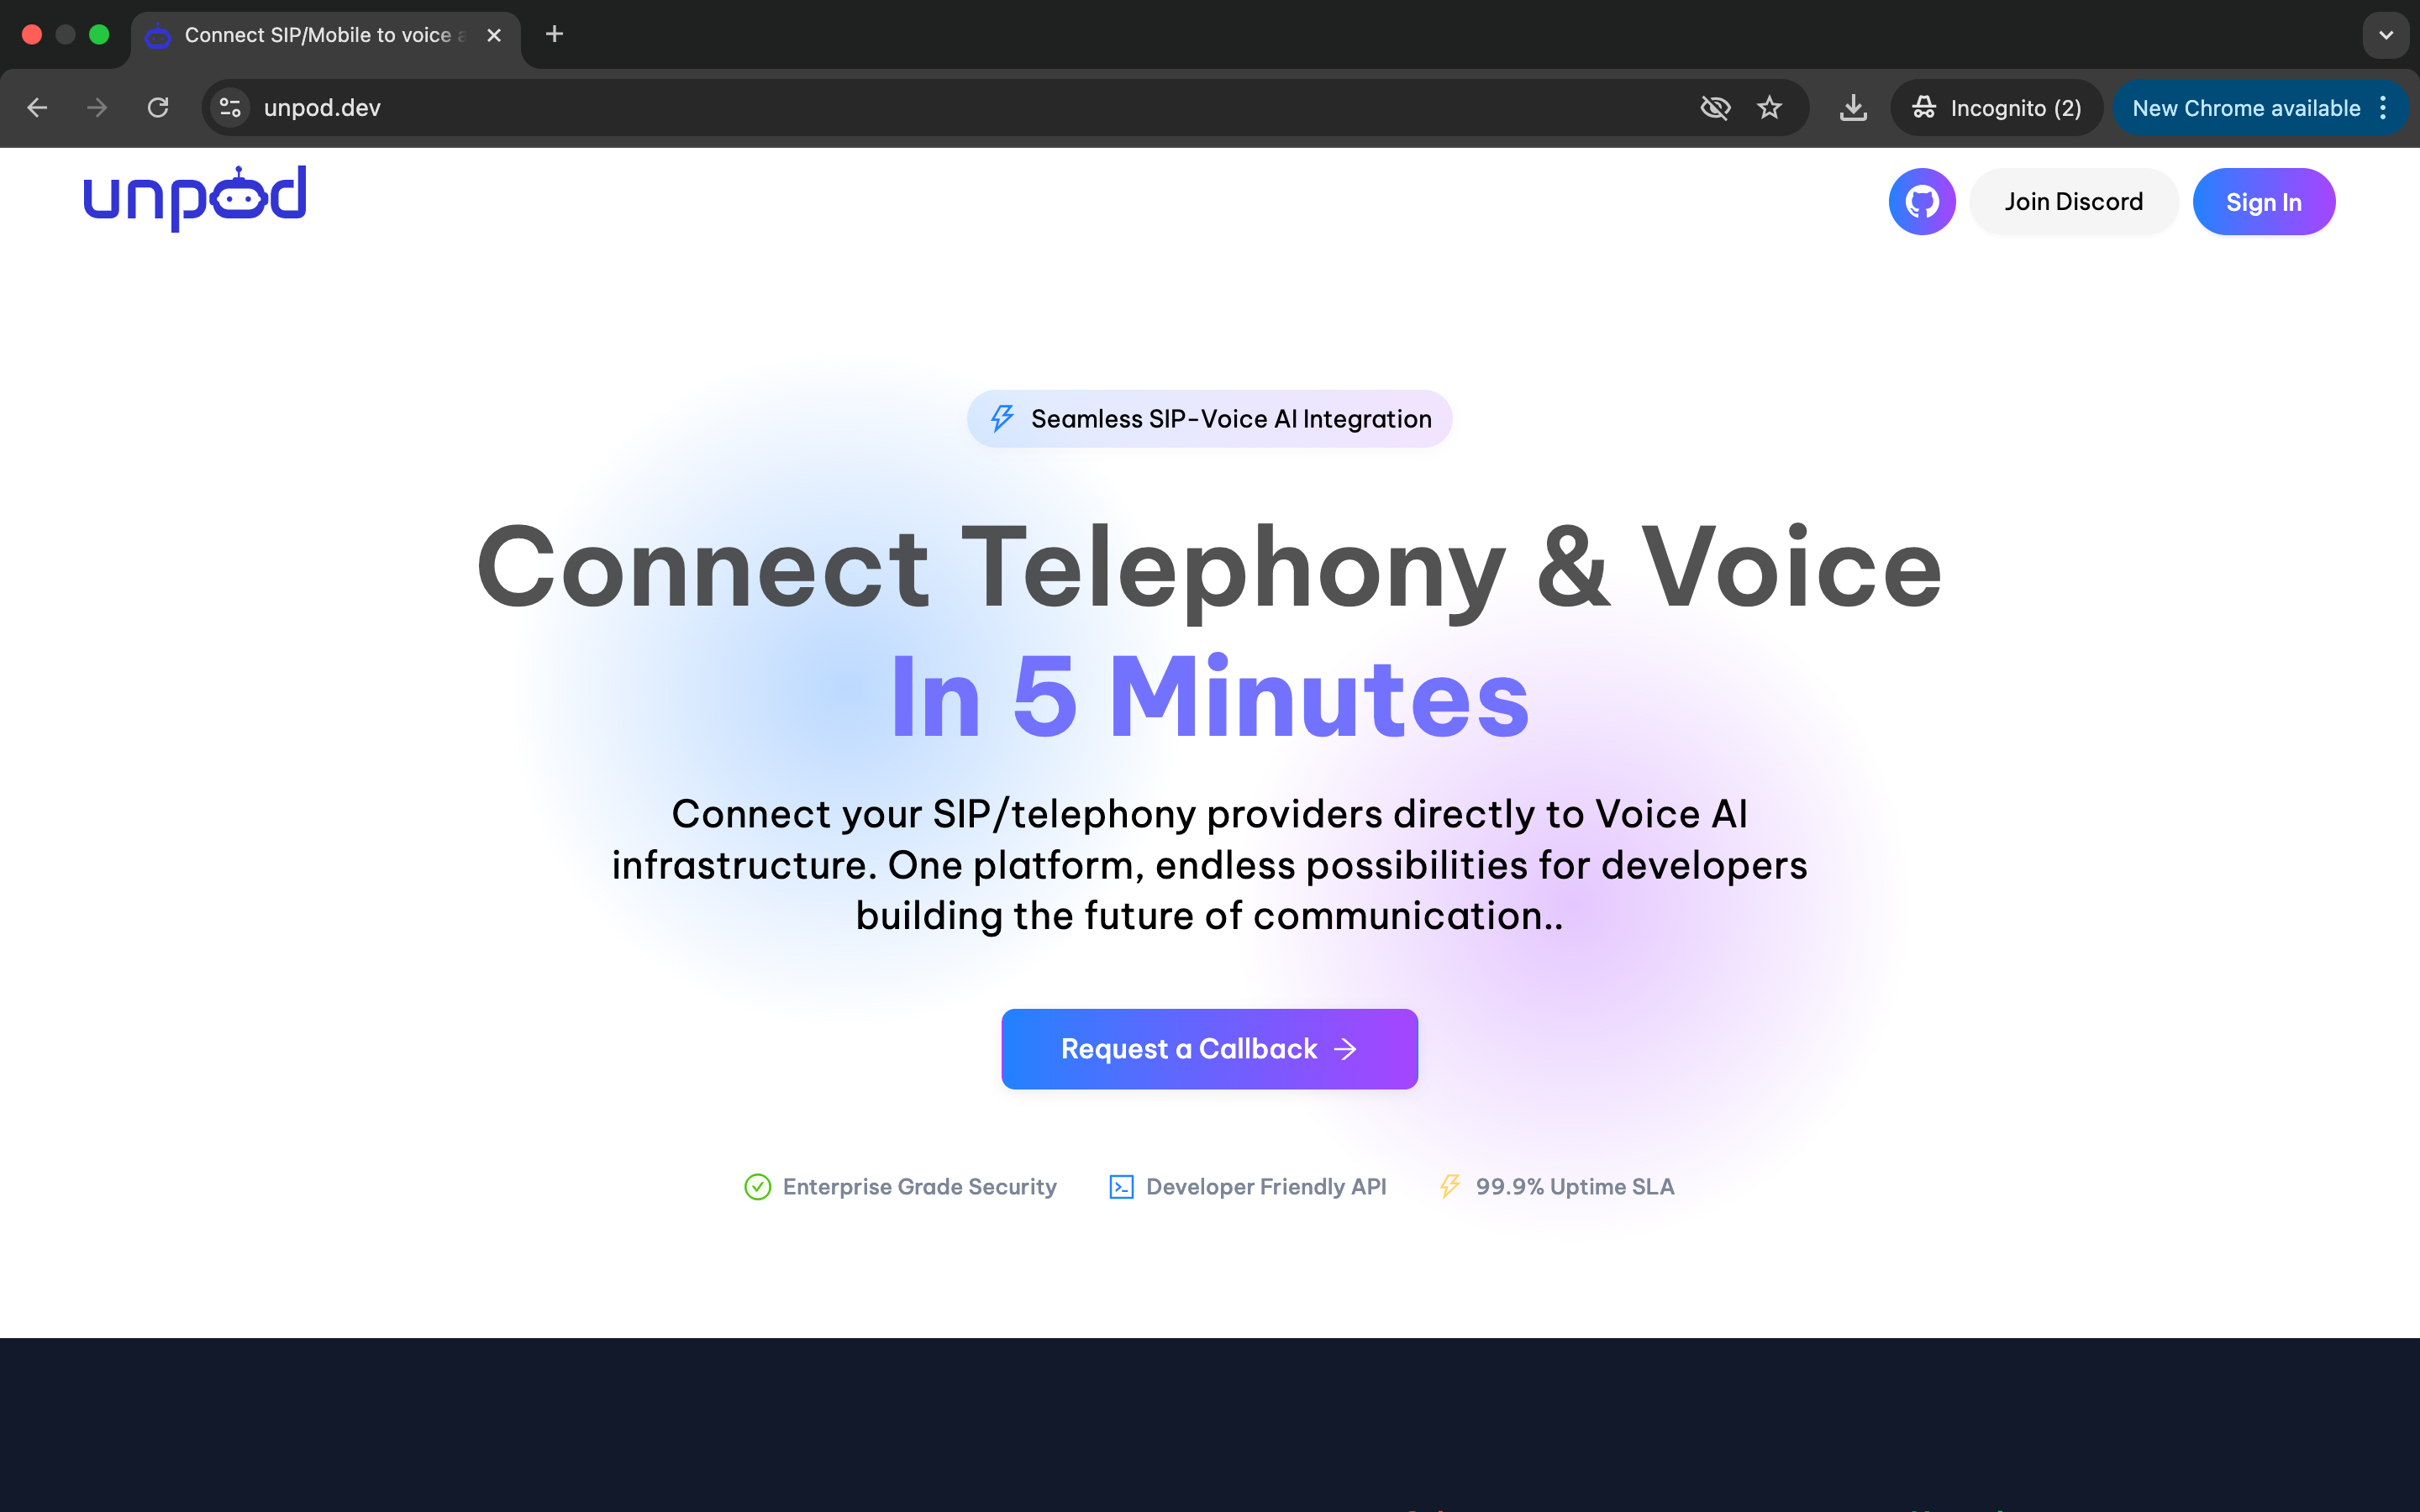 Connect SIP/Mobile to voice
unpod.dev
Incognito (2)
New Chrome available
unpod
Join Discord
Sign In
Seamless SIP-Voice AI Integration
Connect Telephony & Voice
In 5 Minutes
Connect your SIP/telephony providers directly to Voice AI
infrastructure. One platform, endless possibilities for developers
building the future of communication..
Request a Callback
Enterprise Grade Security
Developer Friendly API
99.9% Uptime SLA